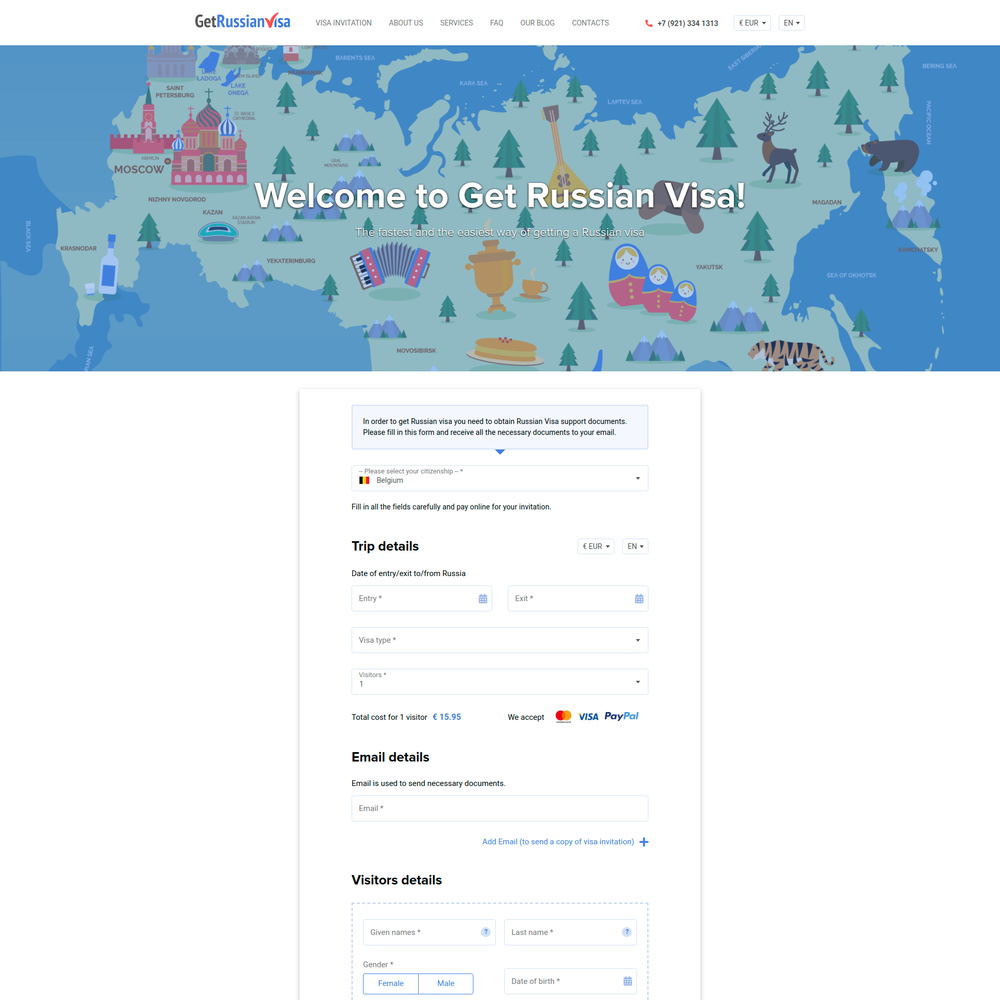 GetRussianVisa
VISA INVITATION
ABOUT US
SERVICES
FAQ
OUR BLOG
CONTACTS
+7 (921) 334 1313
€ EUR
EN
BARENTS SEA
KARA SEA
LAPTEV SEA
BERING SEA
PACIFIC OCEAN
LADOGA
LAKE
ONEGA
SAINT
PETERSBURG
KREMLIN
MOSCOW
NIZHNY NOVGOROD
KAZAN
KAZAN ARENA
STADIUM
URAL
MOUNTAINS
BLACK SEA
KRASNODAR
YEKATERINBURG
NOVOSIBIRSK
YAKUTSK
MAGADAN
KAMCHATSKY
SEA OF OKHOTSK
Welcome to Get Russian Visa!
The fastest and the easiest way of getting a Russian visa
In order to get Russian visa you need to obtain Russian Visa support documents.
Please fill in this form and receive all the necessary documents to your email.
-- Please select your citizenship -- *
Belgium
Fill in all the fields carefully and pay online for your invitation.
Trip details
€ EUR
EN
Date of entry/exit to/from Russia
Entry *
Exit *
Visa type *
Visitors *
1
Total cost for 1 visitor € 15.95
We accept
VISA
PayPal
Email details
Email is used to send necessary documents.
Email *
Add Email (to send a copy of visa invitation)
Visitors details
Given names *
?
Last name *
?
Gender *
Female
Male
Date of birth *